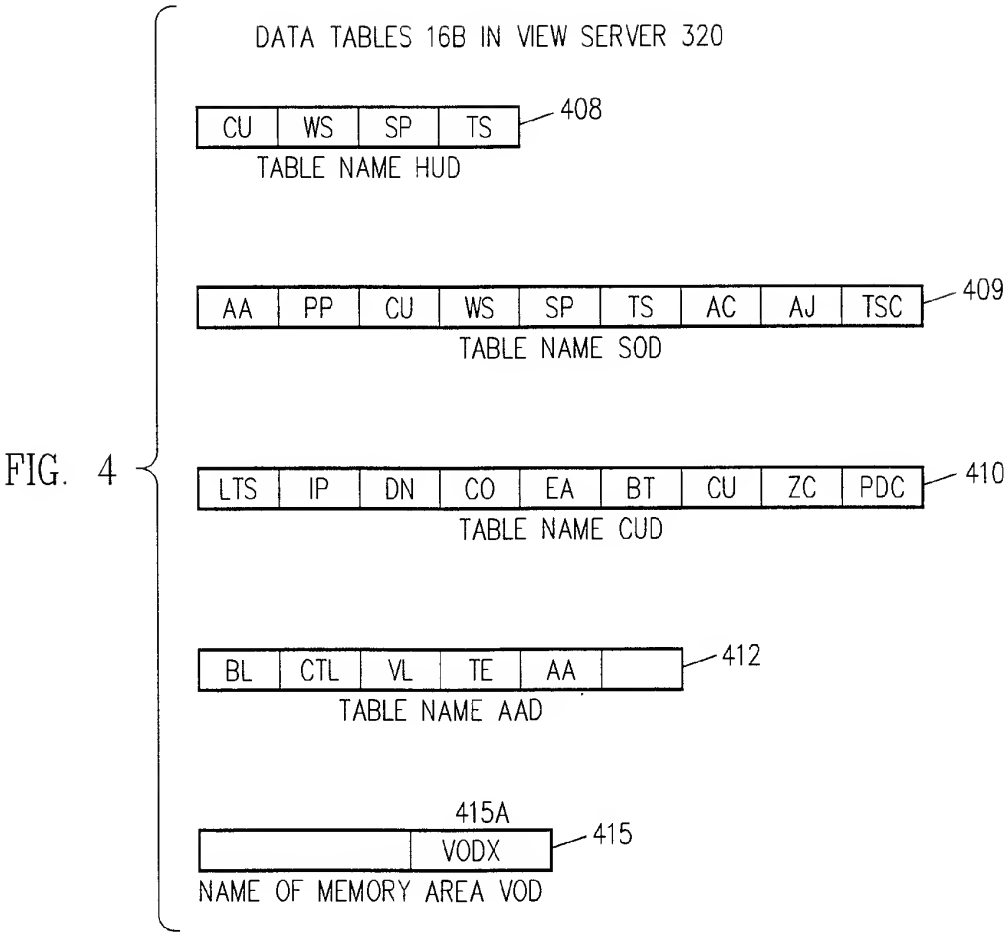 DATA TABLES 16B IN VIEW SERVER 320
CU WS SP TS 408
TABLE NAME HUD
AA PP CU WS SP TS AC AJ TSC 409
TABLE NAME SOD
FIG. 4
LTS IP DN CO EA BT CU ZC PDC 410
TABLE NAME CUD
BL CTL VL TE AA 412
TABLE NAME AAD
415A
VODX 415
NAME OF MEMORY AREA VOD